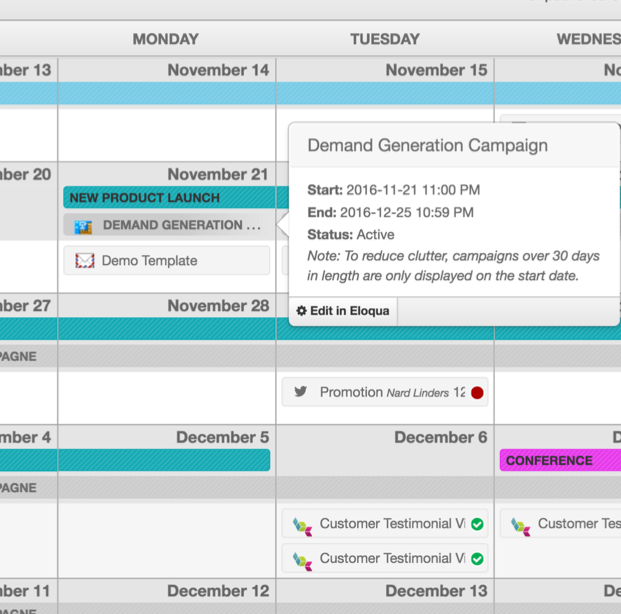 MONDAY
TUESDAY
WEDNES
ber 13
November 14
November 15
No
ber 20
November 21
NEW PRODUCT LAUNCH
DEMAND GENERATION ...
Demo Template
Demand Generation Campaign
Start: 2016-11-21 11:00 PM
End: 2016-12-25 10:59 PM
Status: Active
Note: To reduce clutter, campaigns over 30 days
in length are only displayed on the start date.
Edit in Eloqua
ber 27
November 28
PAGNE
Promotion Nard Linders 12
mber 4
December 5
December 6
D
CONFERENCE
PAGNE
Customer Testimonial Vi
Customer Tes
Customer Testimonial Vi
ber 11
December 12
December 13
De
PAGNE